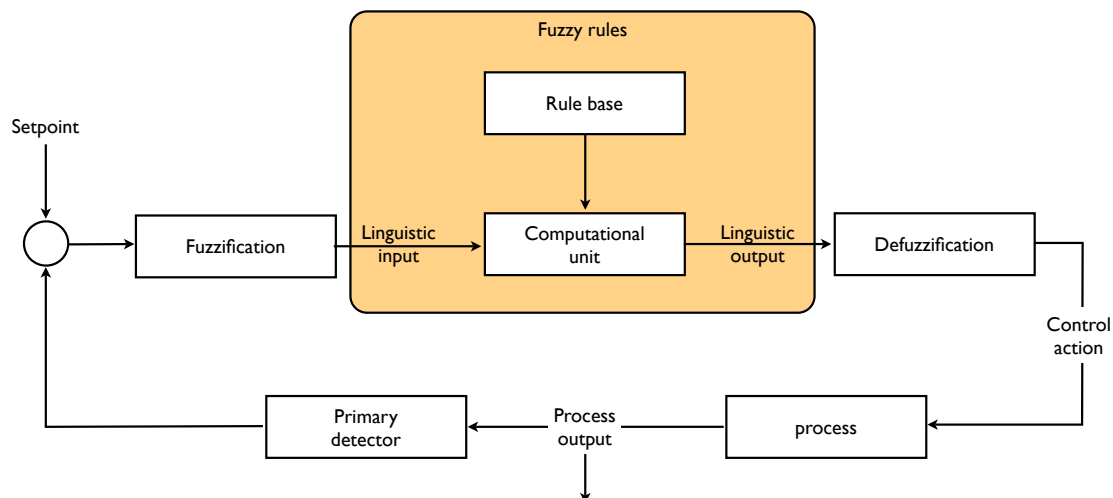 Fuzzy rules
Rule base
Setpoint
Fuzzification
Linguistic
input
Computational
unit
Linguistic
output
Defuzzification
Control
action
Primary
detector
Process
output
process